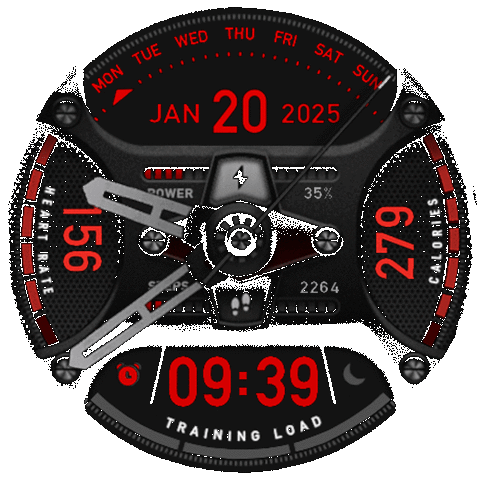 MON TUE WED THU FRI SAT SUN
JAN 20 2025
POWER 35%
HEART RATE 156
279 CALORIES
STEPS 2264
09:39
TRAINING LOAD